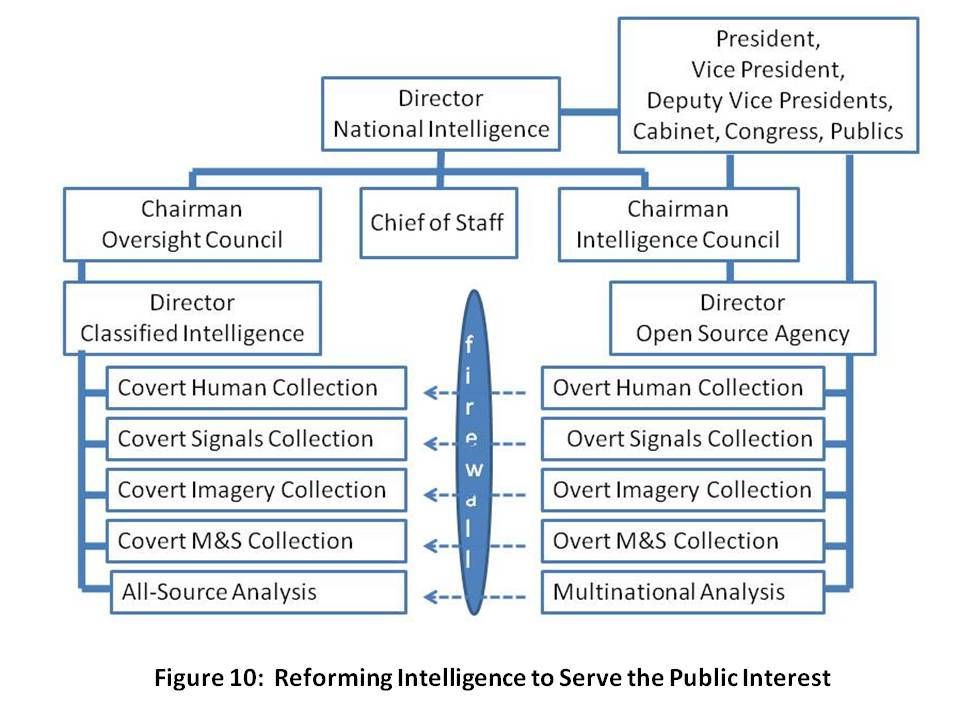 President,
Vice President,
Deputy Vice Presidents,
Cabinet, Congress, Publics
Director
National Intelligence
Chairman
Oversight Council
Chief of Staff
Chairman
Intelligence Council
Director
Classified Intelligence
Director
Open Source Agency
firewall
Covert Human Collection
Overt Human Collection
Covert Signals Collection
Overt Signals Collection
Covert Imagery Collection
Overt Imagery Collection
Covert M&S Collection
Overt M&S Collection
All-Source Analysis
Multinational Analysis
Figure 10:  Reforming Intelligence to Serve the Public Interest